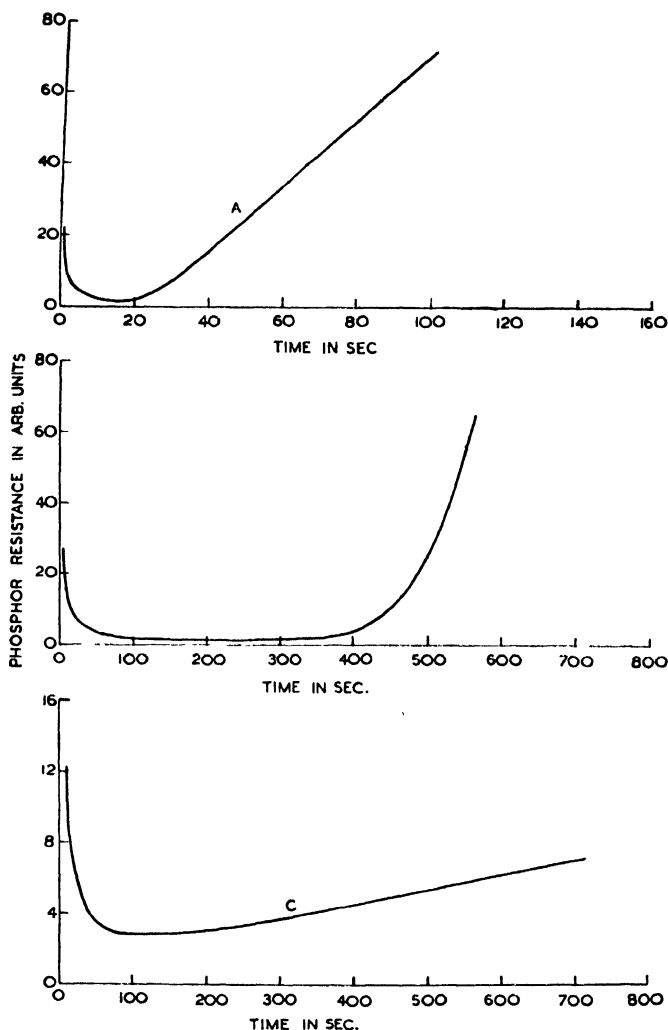 80
60
40
20
0
A
0 20 40 60 80 100 120 140 160
TIME IN SEC
PHOSPHOR RESISTANCE IN ARB. UNITS
80
60
40
20
0
0 100 200 300 400 500 600 700 800
TIME IN SEC.
16
12
8
4
0
C
0 100 200 300 400 500 600 700 800
TIME IN SEC.